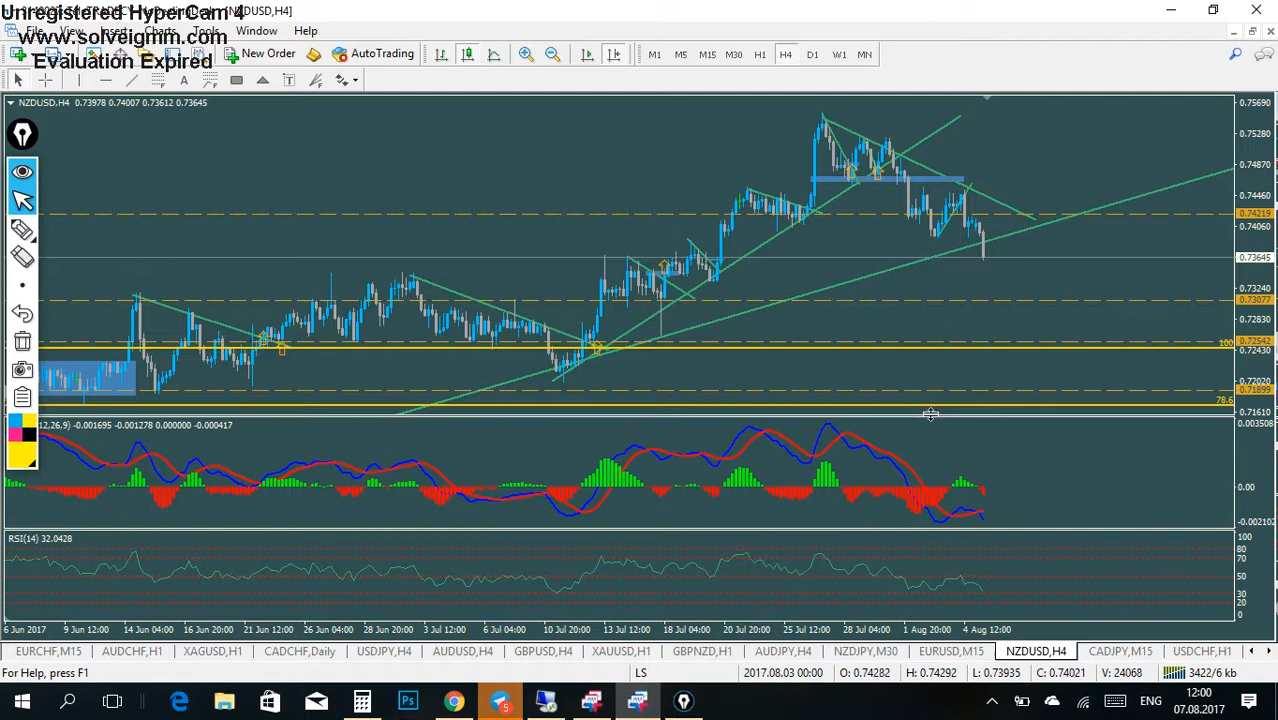 Unregistered HyperCam 4
[NZDUSD,H4]
File View Insert Charts Tools Window Help
www.solveigmm.com
New Order AutoTrading M1 M5 M15 M30 H1 H4 D1 W1 MN
Evaluation Expired
A T
NZDUSD,H4 0.73978 0.74007 0.73612 0.73645
0.75690
0.75280
0.74870
0.74460
0.74219
0.74060
0.73645
0.73240
0.73077
0.72830
0.72542
100
0.72430
0.72020
0.71899
78.6
0.71610
12,26,9) -0.001695 -0.001278 0.000000 -0.000417
0.003508
0.00
-0.002102
RSI(14) 32.0428
100
80
70
50
30
20
0
6 Jun 2017 9 Jun 12:00 14 Jun 04:00 16 Jun 20:00 21 Jun 12:00 26 Jun 04:00 28 Jun 20:00 3 Jul 12:00 6 Jul 04:00 10 Jul 20:00 13 Jul 12:00 18 Jul 04:00 20 Jul 20:00 25 Jul 12:00 28 Jul 04:00 1 Aug 20:00 4 Aug 12:00
EURCHF,M15 AUDCHF,H1 XAGUSD,H1 CADCHF,Daily USDJPY,H4 AUDUSD,H4 GBPUSD,H4 XAUUSD,H1 GBPNZD,H1 AUDJPY,H4 NZDJPY,M30 EURUSD,M15 NZDUSD,H4 CADJPY,M15 USDCHF,H1
For Help, press F1 LS 2017.08.03 00:00 O: 0.74282 H: 0.74292 L: 0.73935 C: 0.74021 V: 24068 3422/6 kb
Ps 5 ENG 12:00
07.08.2017